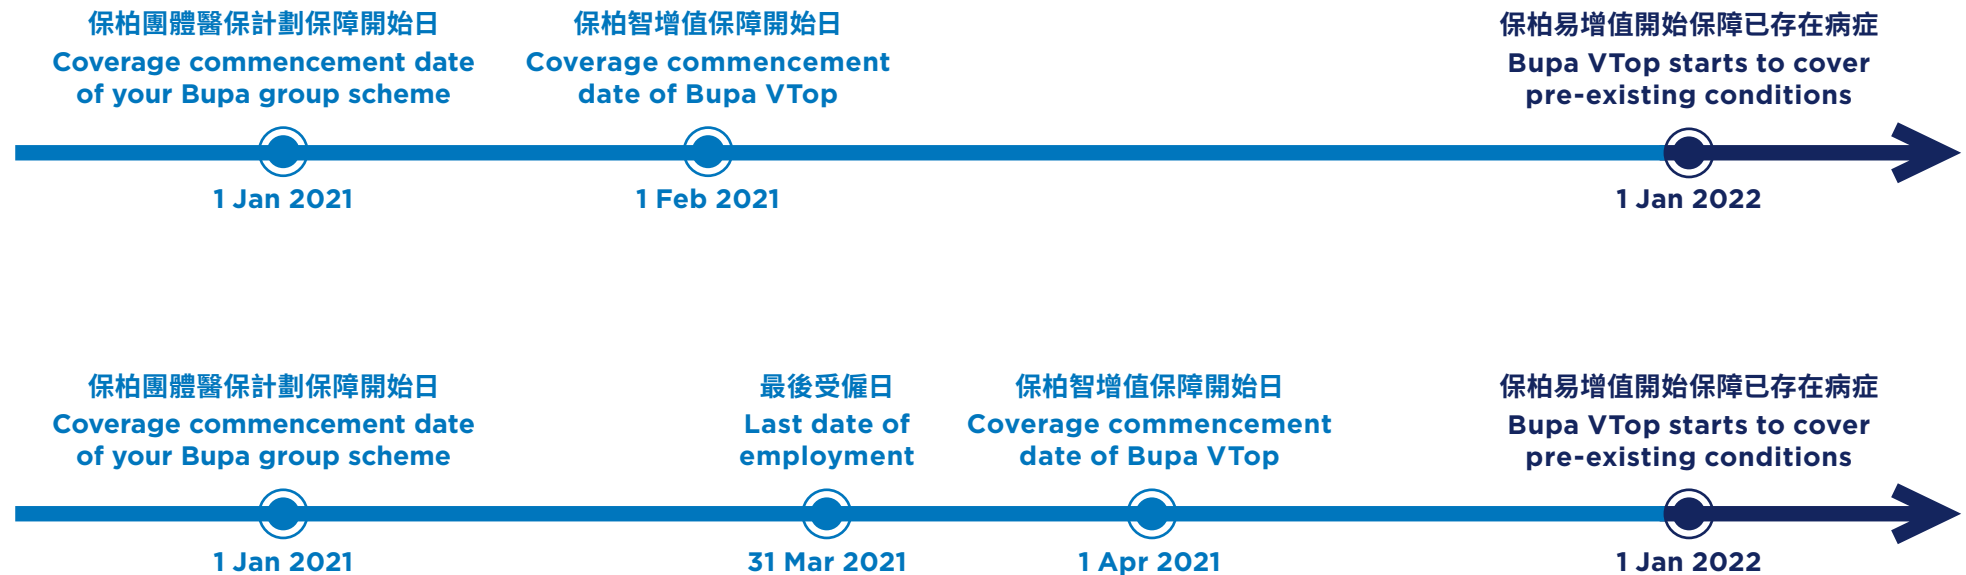 保柏團體醫保計劃保障開始日
Coverage commencement date
of your Bupa group scheme
1 Jan 2021
保柏智增值保障開始日
Coverage commencement
date of Bupa VTop
1 Feb 2021
保柏易增值開始保障已存在病症
Bupa VTop starts to cover
pre-existing conditions
1 Jan 2022
保柏團體醫保計劃保障開始日
Coverage commencement date
of your Bupa group scheme
1 Jan 2021
最後受僱日
Last date of
employment
31 Mar 2021
保柏智增值保障開始日
Coverage commencement
date of Bupa VTop
1 Apr 2021
保柏易增值開始保障已存在病症
Bupa VTop starts to cover
pre-existing conditions
1 Jan 2022